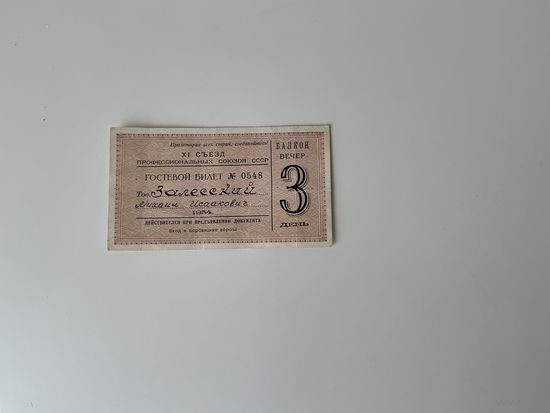 Пролетарии всех стран, соединяйтесь!
XI СЪЕЗД
ПРОФЕССИОНАЛЬНЫХ СОЮЗОВ СССР
ГОСТЕВОЙ БИЛЕТ № 0548
Тов. Залесский
Михаил Исаакович
1954
ДЕЙСТВИТЕЛЕН ПРИ ПРЕДЪЯВЛЕНИИ ДОКУМЕНТА
Вход в Боровицкие ворота
БАЛКОН
ВЕЧЕР
3
ДЕНЬ